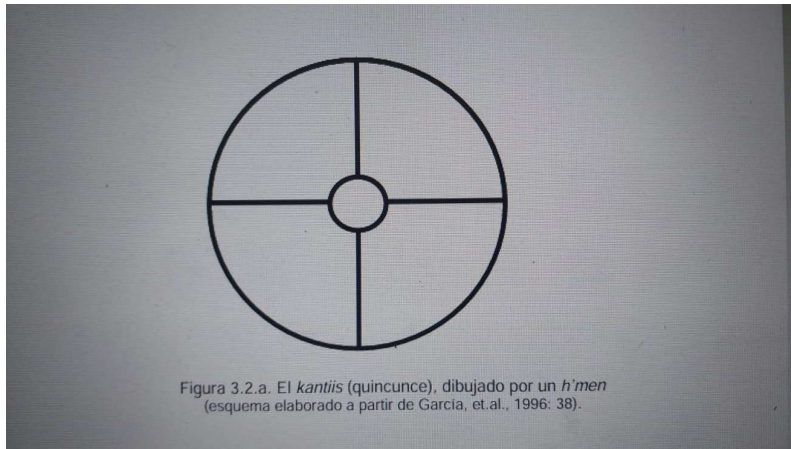 Figura 3.2.a. El kantiis (quincunce), dibujado por un h'men
(esquema elaborado a partir de García, et.al., 1996: 38).